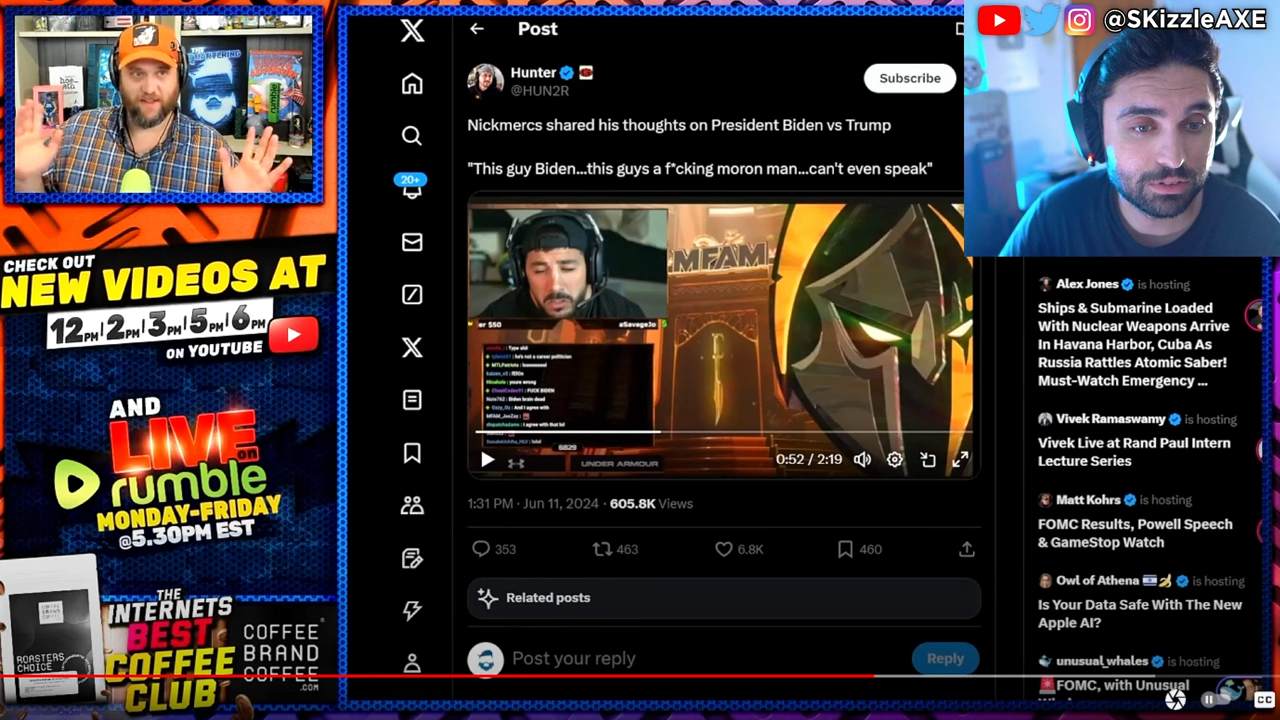 @SKizzleAXE
Post
Hunter
@HUN2R
Subscribe
Nickmercs shared his thoughts on President Biden vs Trump
"This guy Biden...this guys a f*cking moron man...can't even speak"
20+
MFAM
er $50
#SavageJo
UNDER ARMOUR
0:52 / 2:19
1:31 PM · Jun 11, 2024 · 605.8K Views
353
463
6.8K
460
Related posts
Post your reply
Reply
CHECK OUT
NEW VIDEOS AT
12PM | 2PM | 3PM | 5PM | 6PM
ON YOUTUBE
AND
LIVE on
rumble
MONDAY-FRIDAY
@5.30PM EST
THE
INTERNETS
BEST
COFFEE
CLUB
COFFEE
BRAND
COFFEE
.COM
ROASTERS
CHOICE
Alex Jones is hosting
Ships & Submarine Loaded
With Nuclear Weapons Arrive
In Havana Harbor, Cuba As
Russia Rattles Atomic Saber!
Must-Watch Emergency ...
Vivek Ramaswamy is hosting
Vivek Live at Rand Paul Intern
Lecture Series
Matt Kohrs is hosting
FOMC Results, Powell Speech
& GameStop Watch
Owl of Athena is hosting
Is Your Data Safe With The New
Apple AI?
unusual_whales is hosting
FOMC, with Unusual
CC